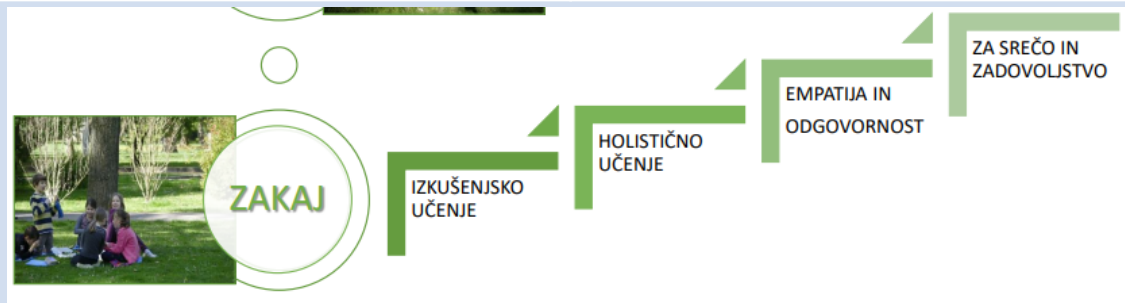 ZAKAJ
IZKUŠENJSKO
UČENJE
HOLISTIČNO
UČENJE
EMPATIJA IN
ODGOVORNOST
ZA SREČO IN
ZADOVOLJSTVO